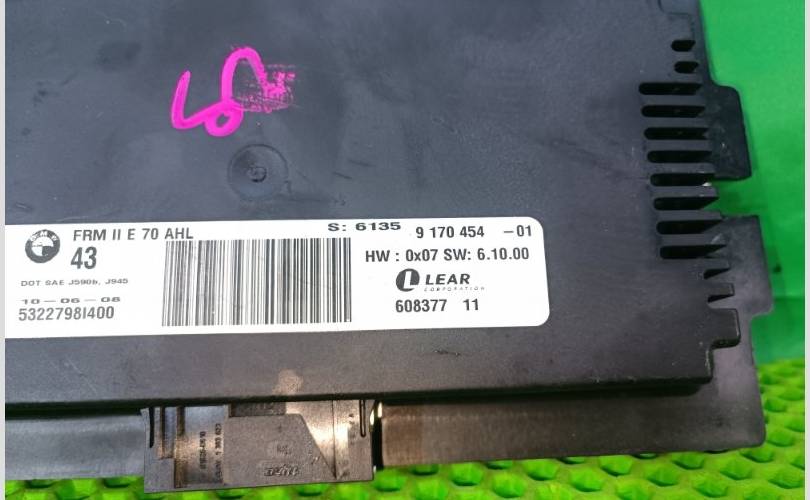 S
FRM II E 70 AHL
S: 6135 9 170 454 -01
43
HW : 0x07 SW: 6.10.00
DOT SAE J590b, J945
LEAR
CORPORATION
10-06-08
53227981400
608377 11